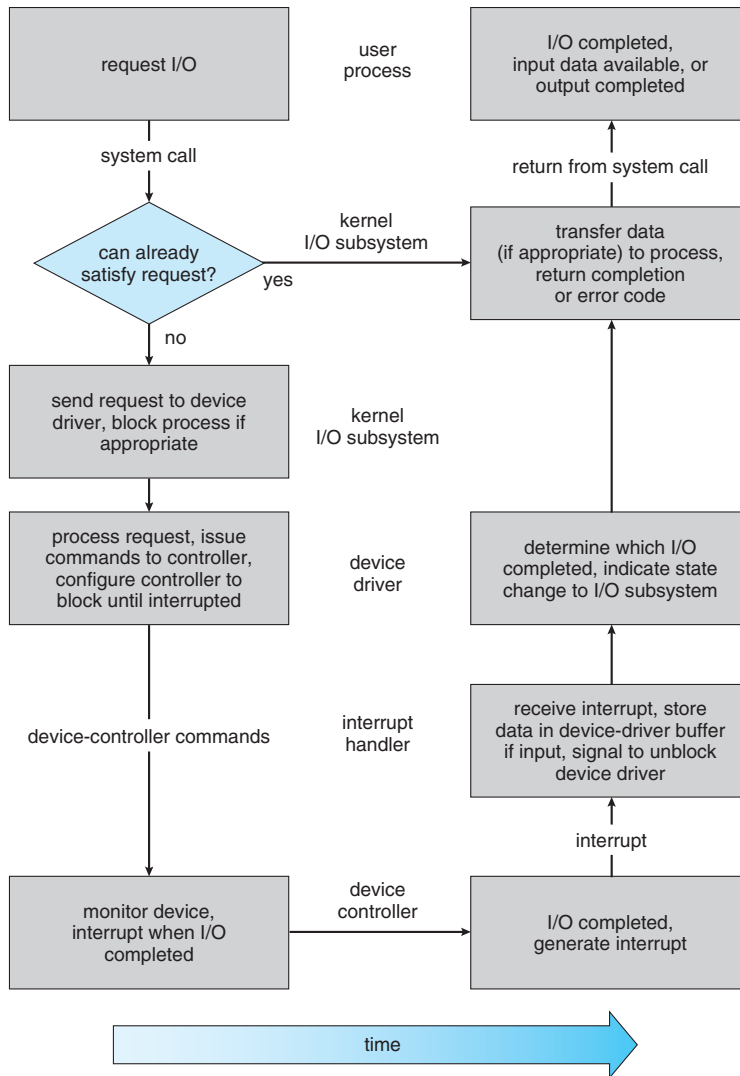 request I/O
user
process
I/O completed,
input data available, or
output completed
system call
return from system call
can already
satisfy request?
kernel
I/O subsystem
yes
transfer data
(if appropriate) to process,
return completion
or error code
no
send request to device
driver, block process if
appropriate
kernel
I/O subsystem
process request, issue
commands to controller,
configure controller to
block until interrupted
device
driver
determine which I/O
completed, indicate state
change to I/O subsystem
device-controller commands
interrupt
handler
receive interrupt, store
data in device-driver buffer
if input, signal to unblock
device driver
interrupt
monitor device,
interrupt when I/O
completed
device
controller
I/O completed,
generate interrupt
time